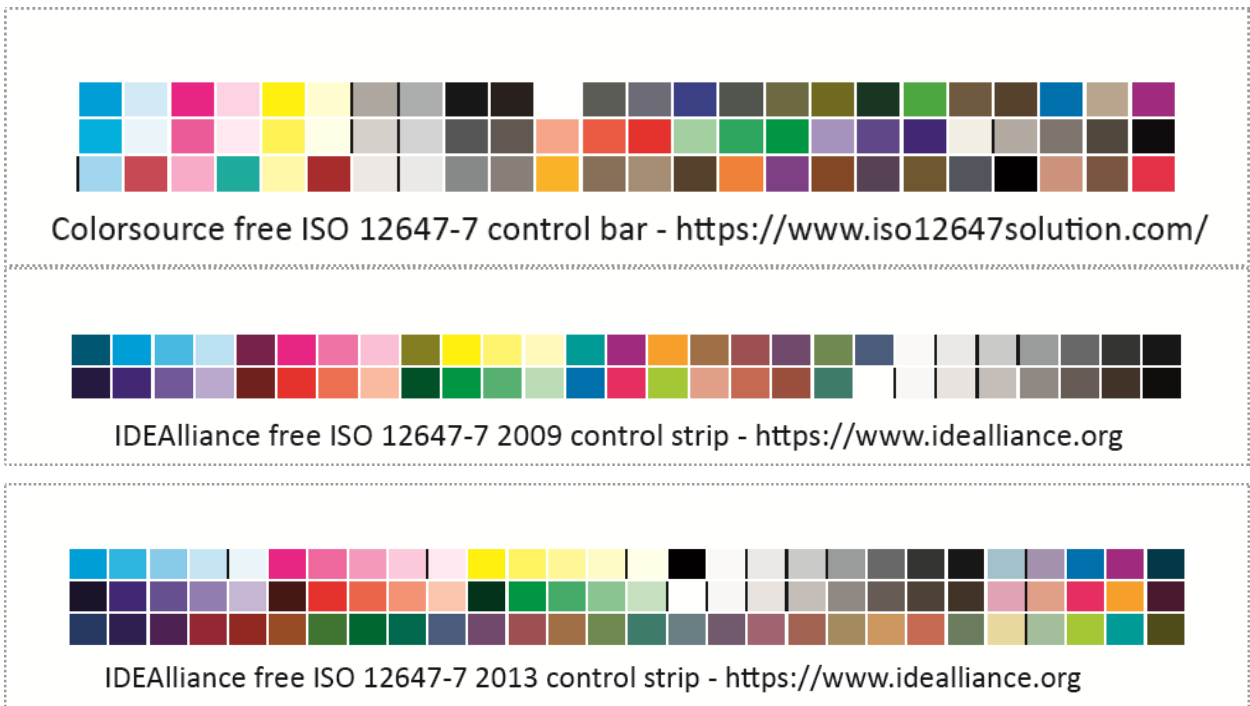 Colorsource free ISO 12647-7 control bar - https://www.iso12647solution.com/
IDEAlliance free ISO 12647-7 2009 control strip - https://www.idealliance.org
IDEAlliance free ISO 12647-7 2013 control strip - https://www.idealliance.org